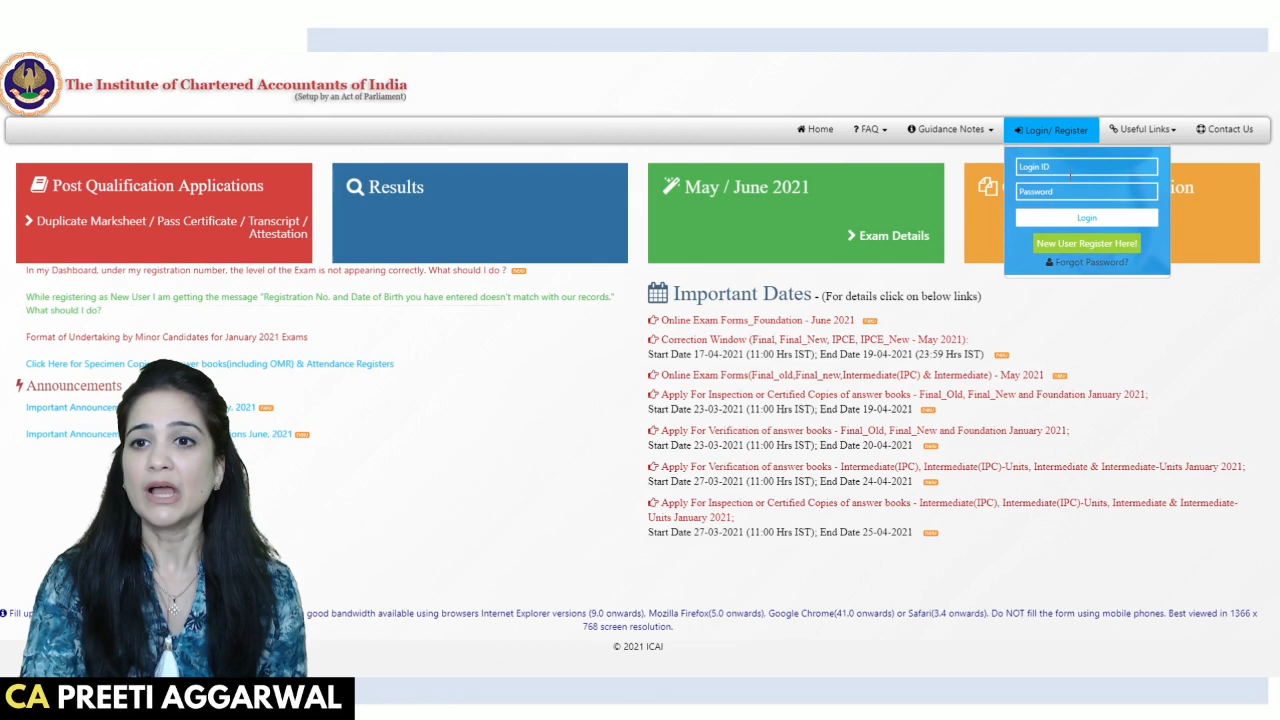 The Institute of Chartered Accountants of India
(Setup by an Act of Parliament)
Home
? FAQ
Guidance Notes
Login/ Register
Useful Links
Contact Us
Login ID
Password
Login
New User Register Here!
Forgot Password?
Post Qualification Applications
Duplicate Marksheet / Pass Certificate / Transcript /
Attestation
Results
May / June 2021
Exam Details
In my Dashboard, under my registration number, the level of the Exam is not appearing correctly. What should I do ?
While registering as New User I am getting the message "Registration No. and Date of Birth you have entered doesn't match with our records."
What should I do?
Format of Undertaking by Minor Candidates for January 2021 Exams
Click Here for Specimen books(including OMR) & Attendance Registers
Announcements
Important 2021
Important June, 2021
Important Dates - (For details click on below links)
Online Exam Forms_Foundation - June 2021
Correction Window (Final, Final_New, IPCE, IPCE_New - May 2021):
Start Date 17-04-2021 (11:00 Hrs IST); End Date 19-04-2021 (23:59 Hrs IST)
Online Exam Forms(Final_old,Final_new,Intermediate(IPC) & Intermediate) - May 2021
Apply For Inspection or Certified Copies of answer books - Final_Old, Final_New and Foundation January 2021;
Start Date 23-03-2021 (11:00 Hrs IST); End Date 19-04-2021
Apply For Verification of answer books - Final_Old, Final_New and Foundation January 2021;
Start Date 23-03-2021 (11:00 Hrs IST); End Date 20-04-2021
Apply For Verification of answer books - Intermediate(IPC), Intermediate(IPC)-Units, Intermediate & Intermediate-Units January 2021;
Start Date 27-03-2021 (11:00 Hrs IST); End Date 24-04-2021
Apply For Inspection or Certified Copies of answer books - Intermediate(IPC), Intermediate(IPC)-Units, Intermediate & Intermediate-
Units January 2021;
Start Date 27-03-2021 (11:00 Hrs IST); End Date 25-04-2021
Fill good bandwidth available using browsers Internet Explorer versions (9.0 onwards), Mozilla Firefox(5.0 onwards), Google Chrome(41.0 onwards) or Safari(3.4 onwards). Do NOT fill the form using mobile phones. Best viewed in 1366 x
768 screen resolution.
© 2021 ICAI
CA PREETI AGGARWAL